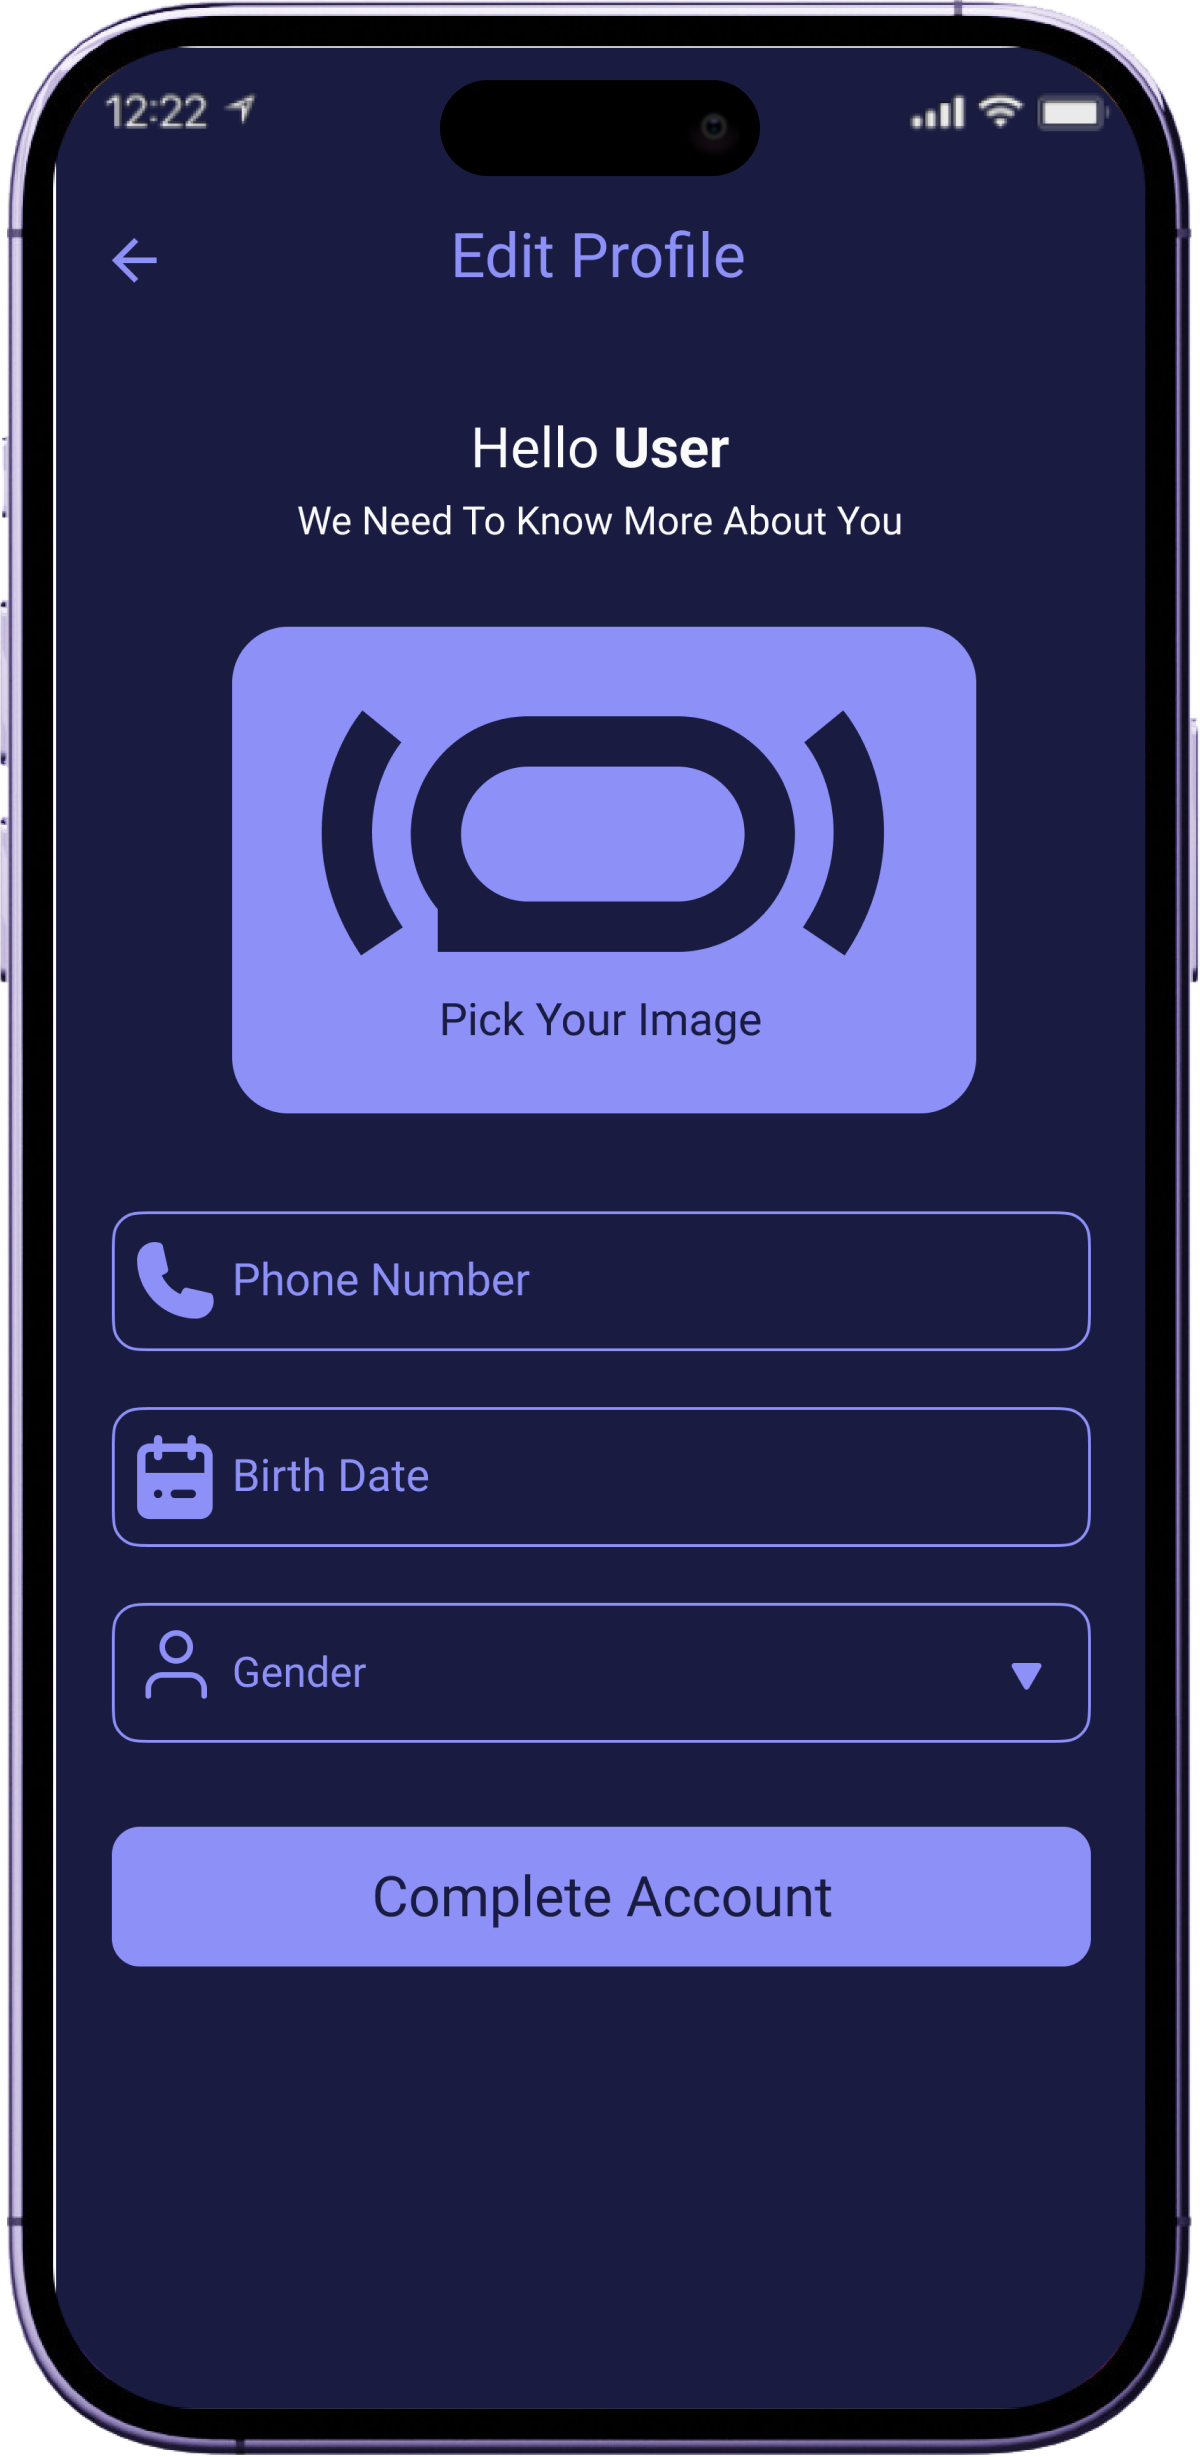 12:22
Edit Profile
Hello User
We Need To Know More About You
Pick Your Image
Phone Number
Birth Date
Gender
Complete Account